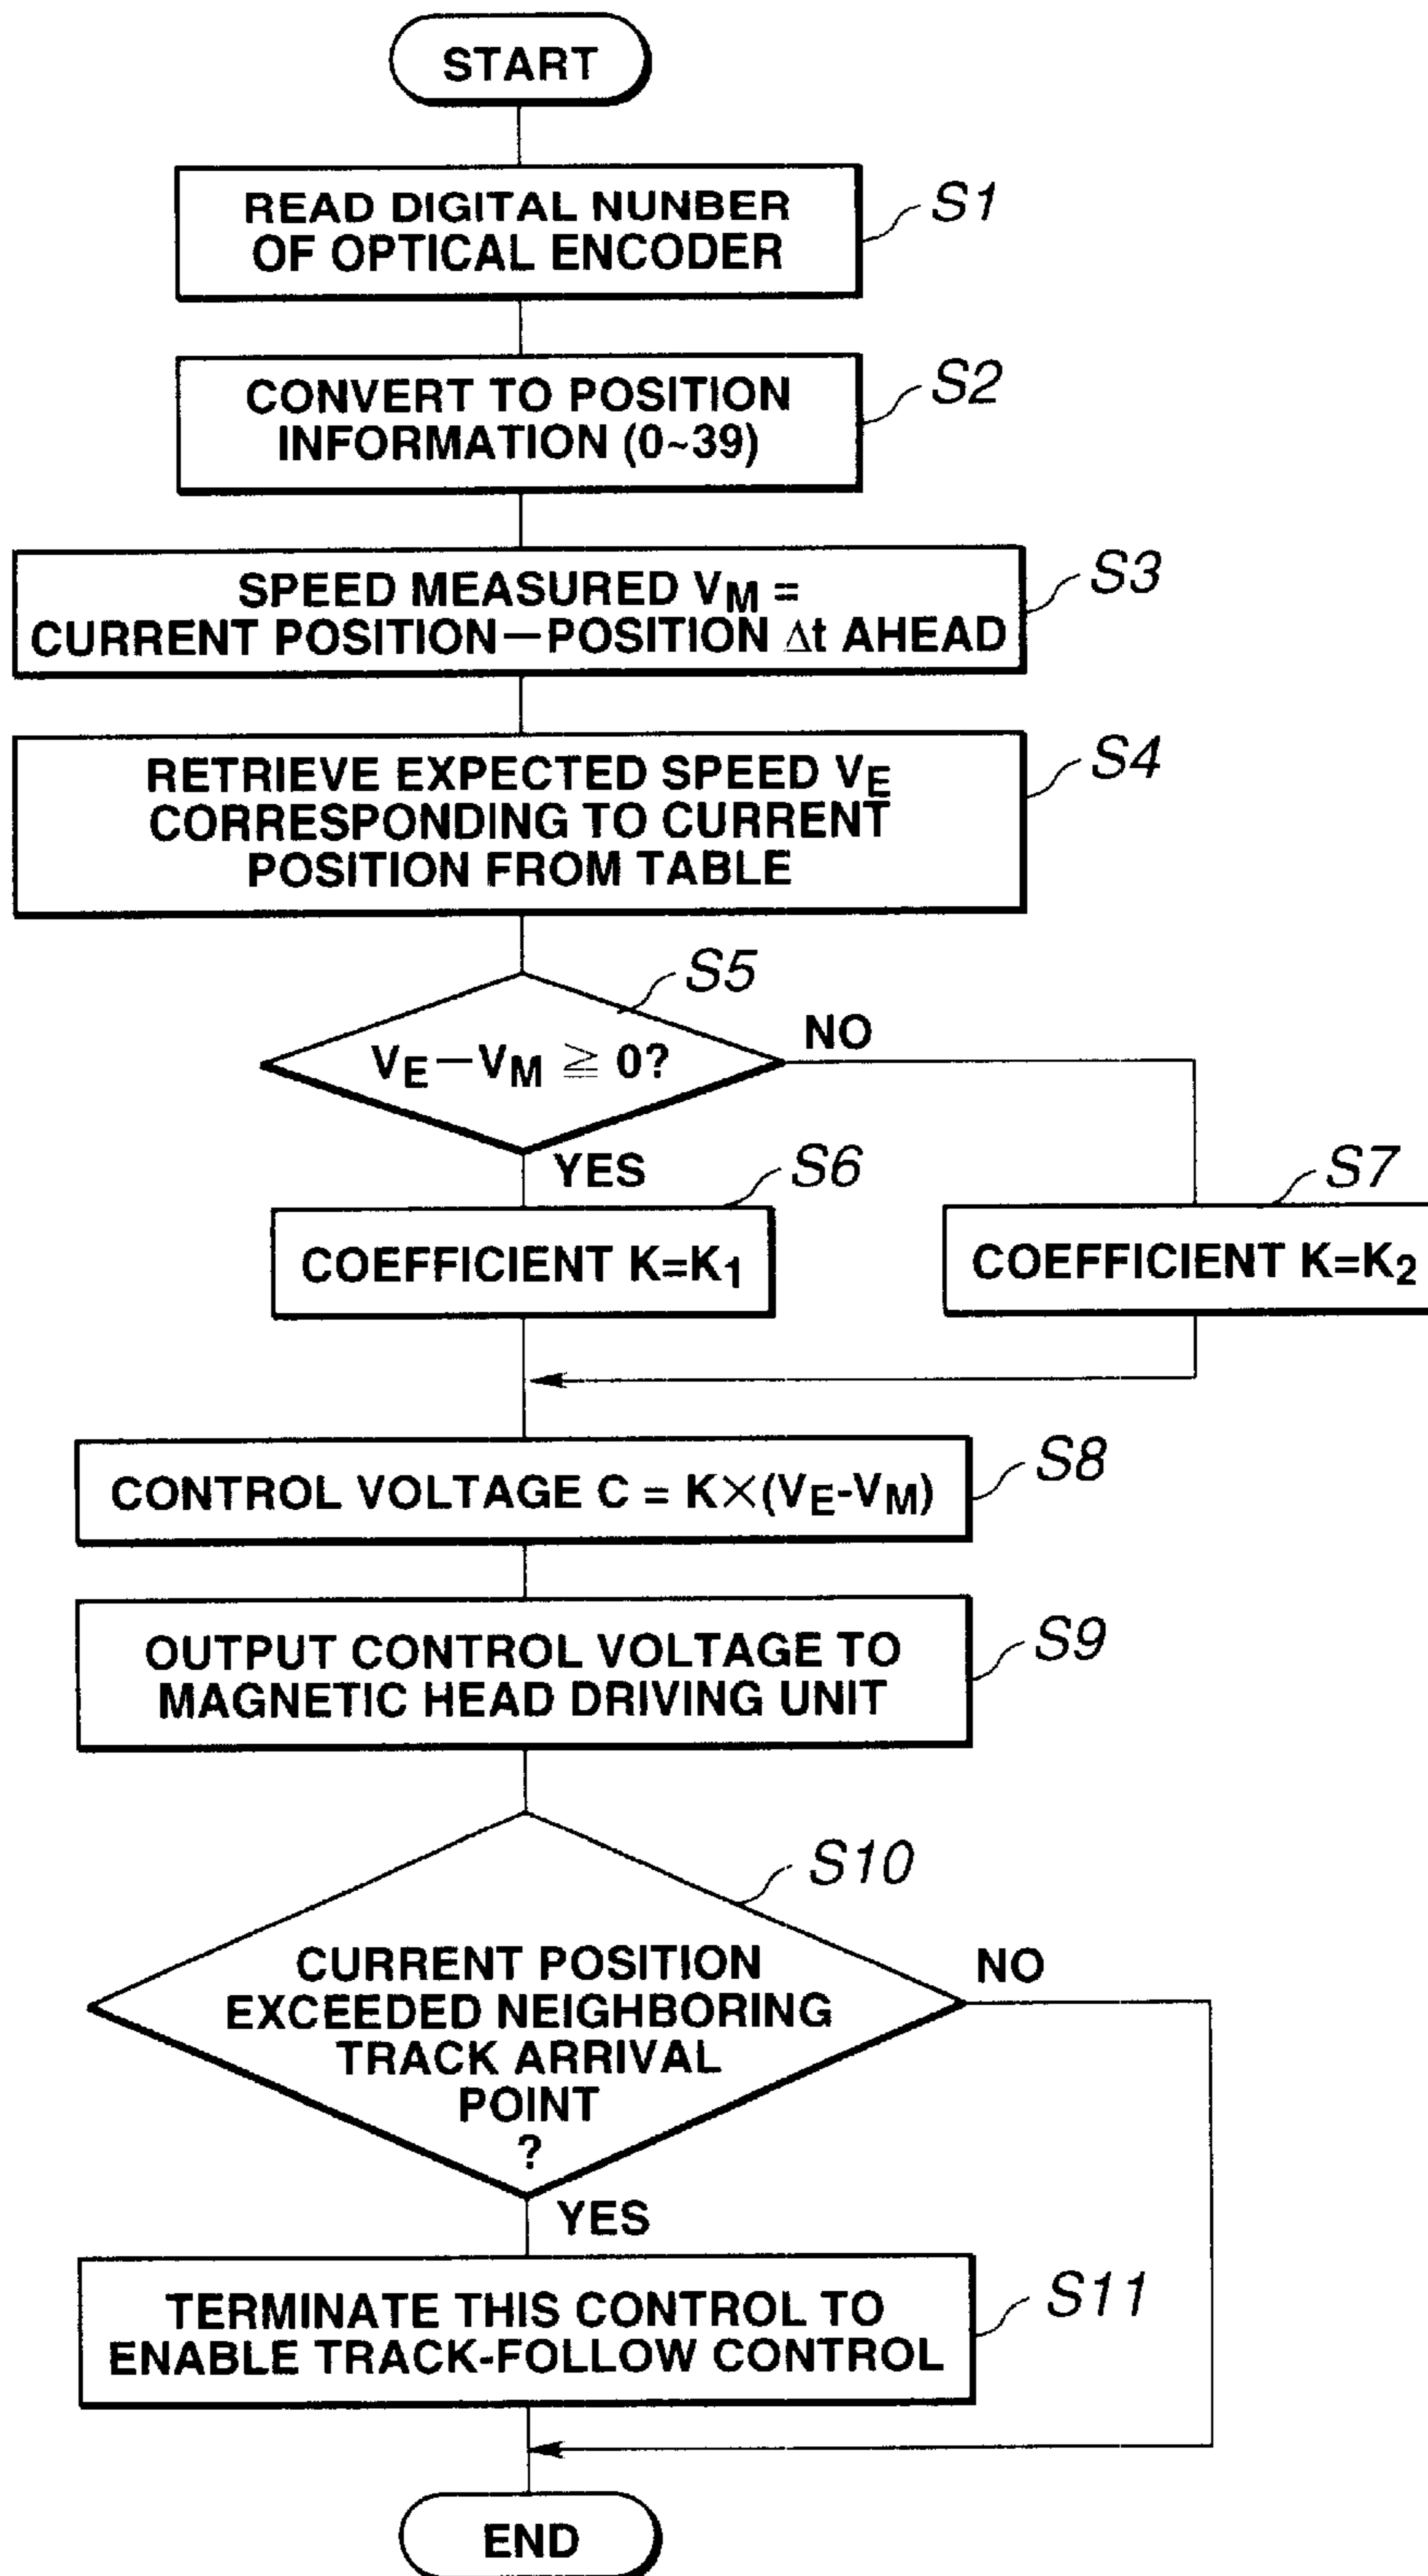 START
READ DIGITAL NUNBER
OF OPTICAL ENCODER
S1
CONVERT TO POSITION
INFORMATION (0~39)
S2
SPEED MEASURED VM =
CURRENT POSITION—POSITION Δt AHEAD
S3
RETRIEVE EXPECTED SPEED VE
CORRESPONDING TO CURRENT
POSITION FROM TABLE
S4
S5
VE—VM ≧ 0?
NO
YES
S6
COEFFICIENT K=K1
S7
COEFFICIENT K=K2
CONTROL VOLTAGE C = K×(VE-VM)
S8
OUTPUT CONTROL VOLTAGE TO
MAGNETIC HEAD DRIVING UNIT
S9
S10
CURRENT POSITION
EXCEEDED NEIGHBORING
TRACK ARRIVAL
POINT
?
NO
YES
TERMINATE THIS CONTROL TO
ENABLE TRACK-FOLLOW CONTROL
S11
END